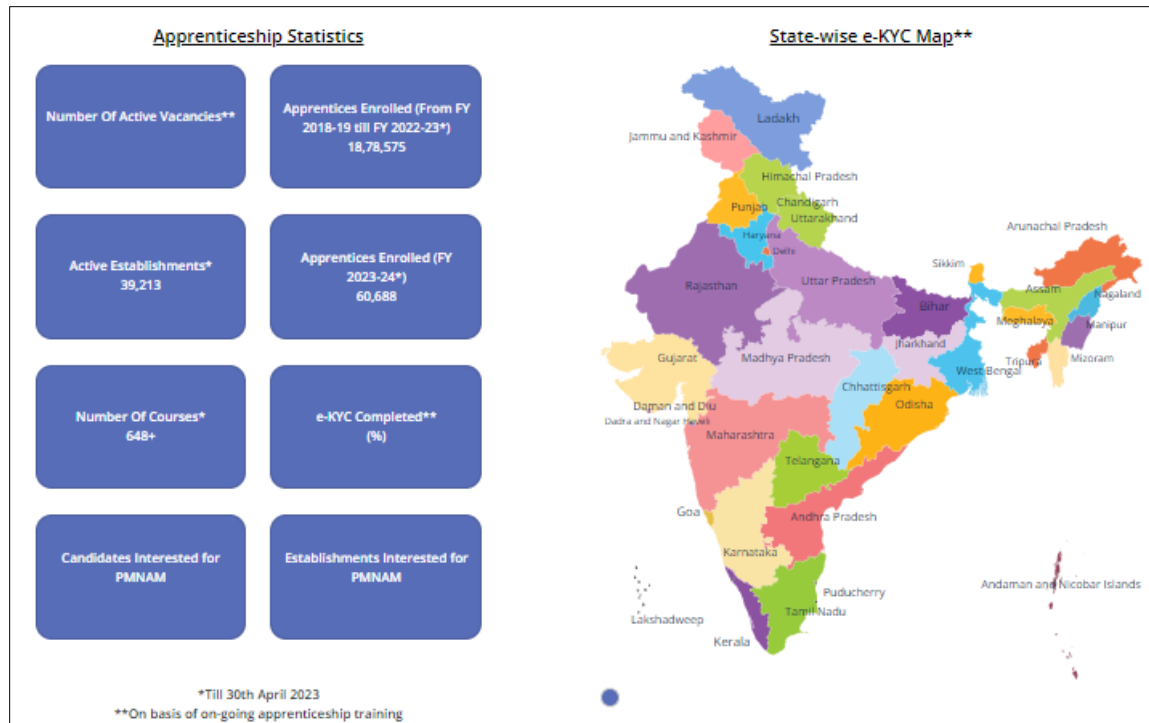 Apprenticeship Statistics
Number Of Active Vacancies**
Apprentices Enrolled (From FY
2018-19 till FY 2022-23*)
18,78,575
Active Establishments*
39,213
Apprentices Enrolled (FY
2023-24*)
60,688
Number Of Courses*
648+
e-KYC Completed**
(%)
Candidates Interested for
PMNAM
Establishments Interested for
PMNAM
*Till 30th April 2023
**On basis of on-going apprenticeship training
State-wise e-KYC Map**
Ladakh
Jammu and Kashmir
Himachal Pradesh
Chandigarh
Punjab
Uttarakhand
Haryana
Delhi
Arunachal Pradesh
Sikkim
Rajasthan
Uttar Pradesh
Assam
Nagaland
Bihar
Meghalaya
Manipur
Jharkhand
Gujarat
Madhya Pradesh
Tripura
Mizoram
West Bengal
Chhattisgarh
Daman and Diu
Odisha
Dadra and Nagar Haveli
Maharashtra
Telangana
Goa
Andhra Pradesh
Karnataka
Andaman and Nicobar Islands
Puducherry
Tamil Nadu
Lakshadweep
Kerala